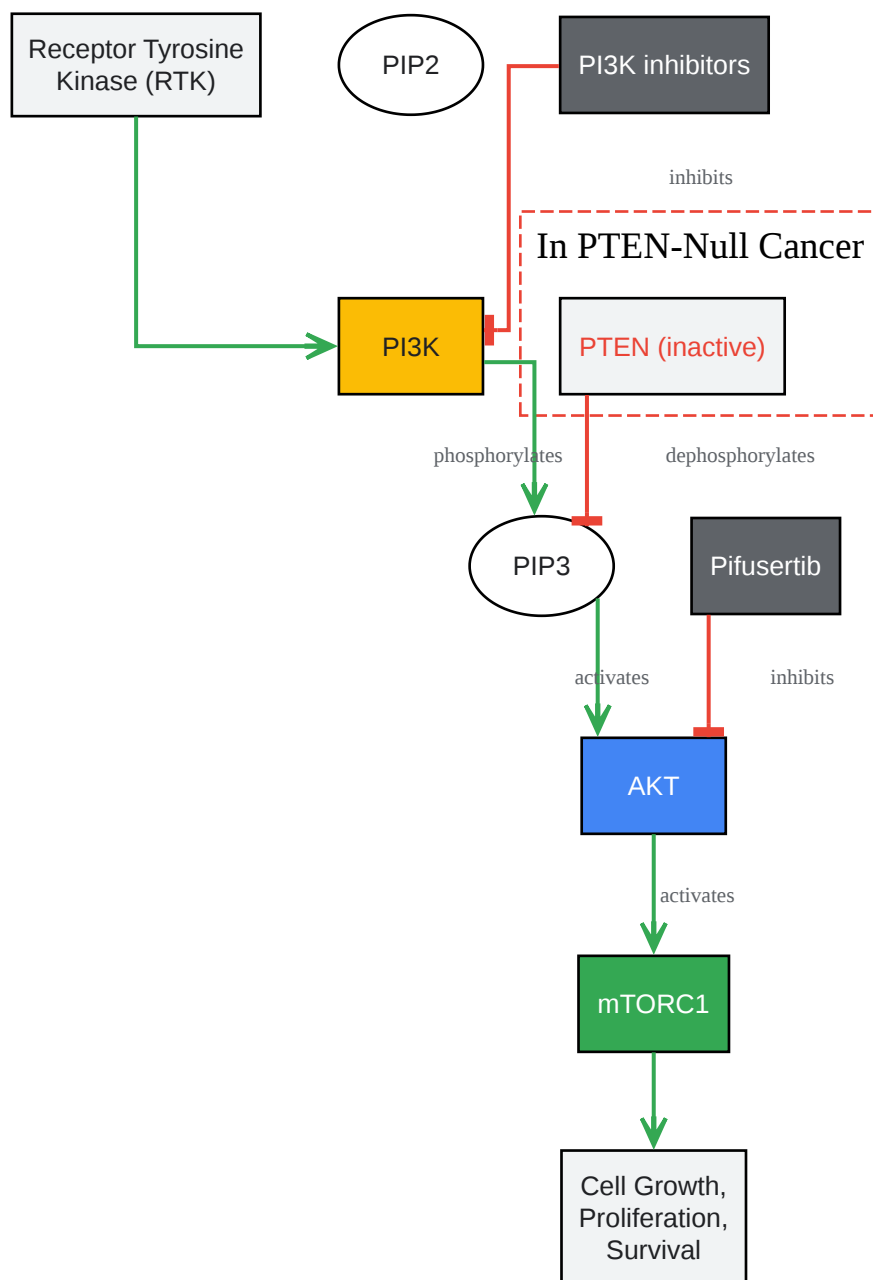 Receptor Tyrosine
Kinase (RTK)
PIP2
PI3K inhibitors
inhibits
In PTEN-Null Cancer
PI3K
PTEN (inactive)
phosphorylates
dephosphorylates
PIP3
Pifusertib
activates
inhibits
AKT
activates
mTORC1
Cell Growth,
Proliferation,
Survival